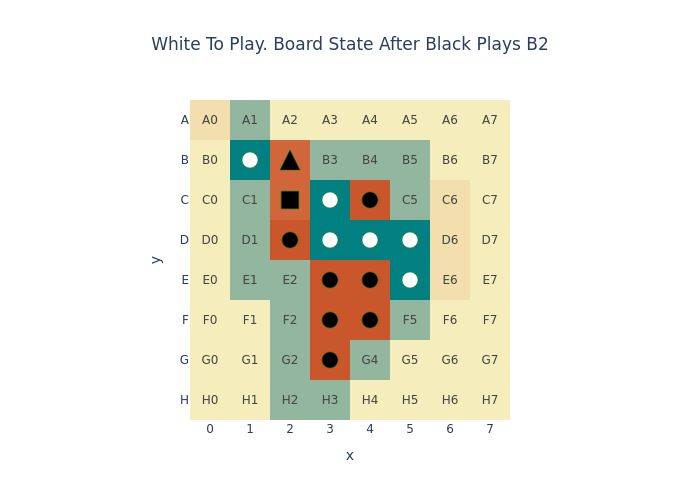 White To Play. Board State After Black Plays B2
A A0 A1 A2 A3 A4 A5 A6 A7
B B0 B3 B4 B5 B6 B7
C C0 C1 C5 C6 C7
D D0 D1 D6 D7
E E0 E1 E2 E6 E7
F F0 F1 F2 F5 F6 F7
G G0 G1 G2 G4 G5 G6 G7
H H0 H1 H2 H3 H4 H5 H6 H7
0 1 2 3 4 5 6 7
x
y